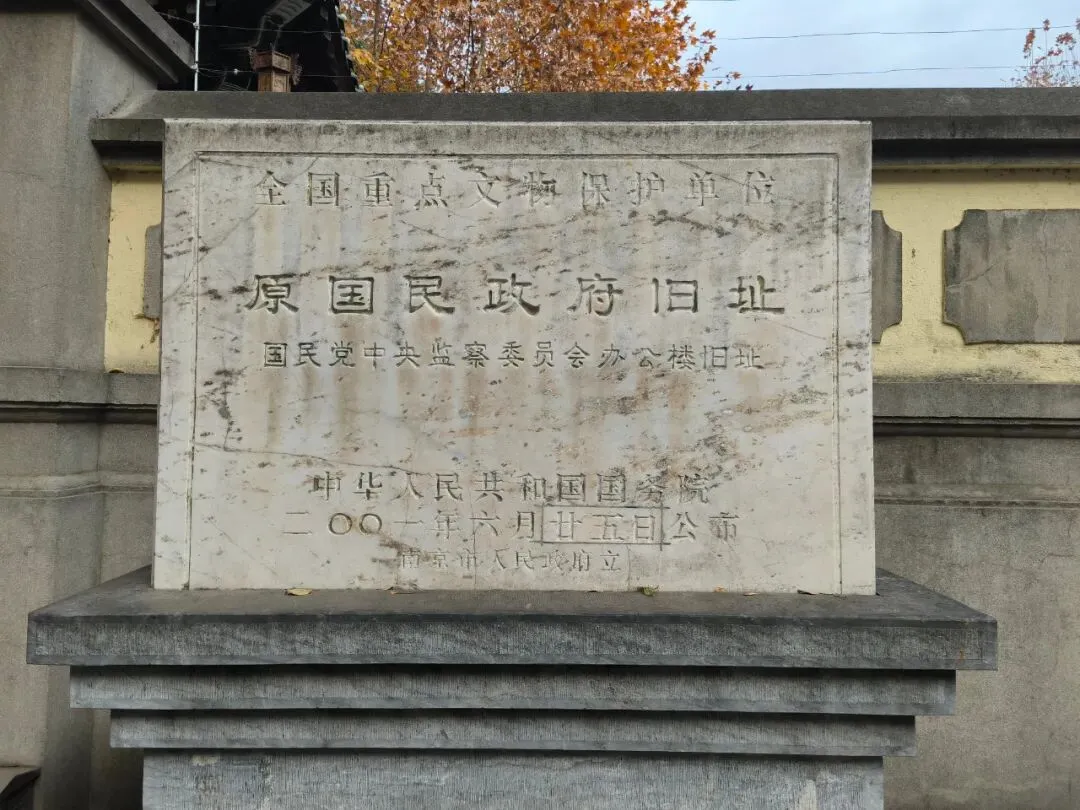 全国重点文物保护单位
原国民政府旧址
国民党中央监察委员会办公楼旧址
中华人民共和国国务院
二〇〇一年六月廿五日公布
南京市人民政府立